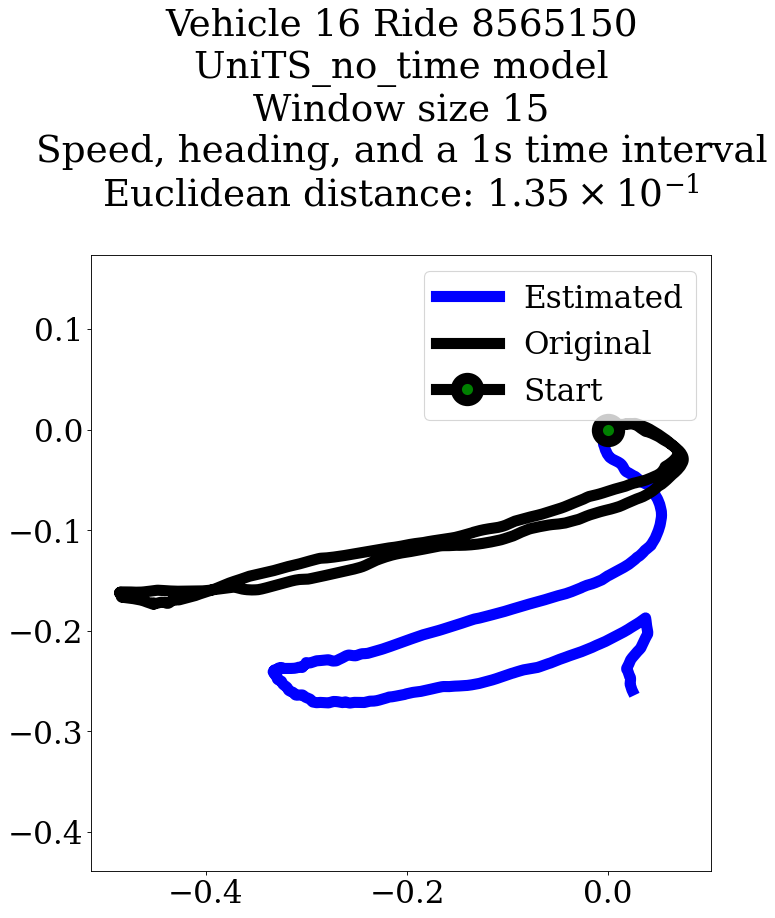 Vehicle 16 Ride 8565150
UniTS_no_time model
Window size 15
Speed, heading, and a 1s time interval
Euclidean distance: 1.35 × 10⁻¹
Estimated
Original
Start
0.1
0.0
−0.1
−0.2
−0.3
−0.4
−0.4 −0.2 0.0